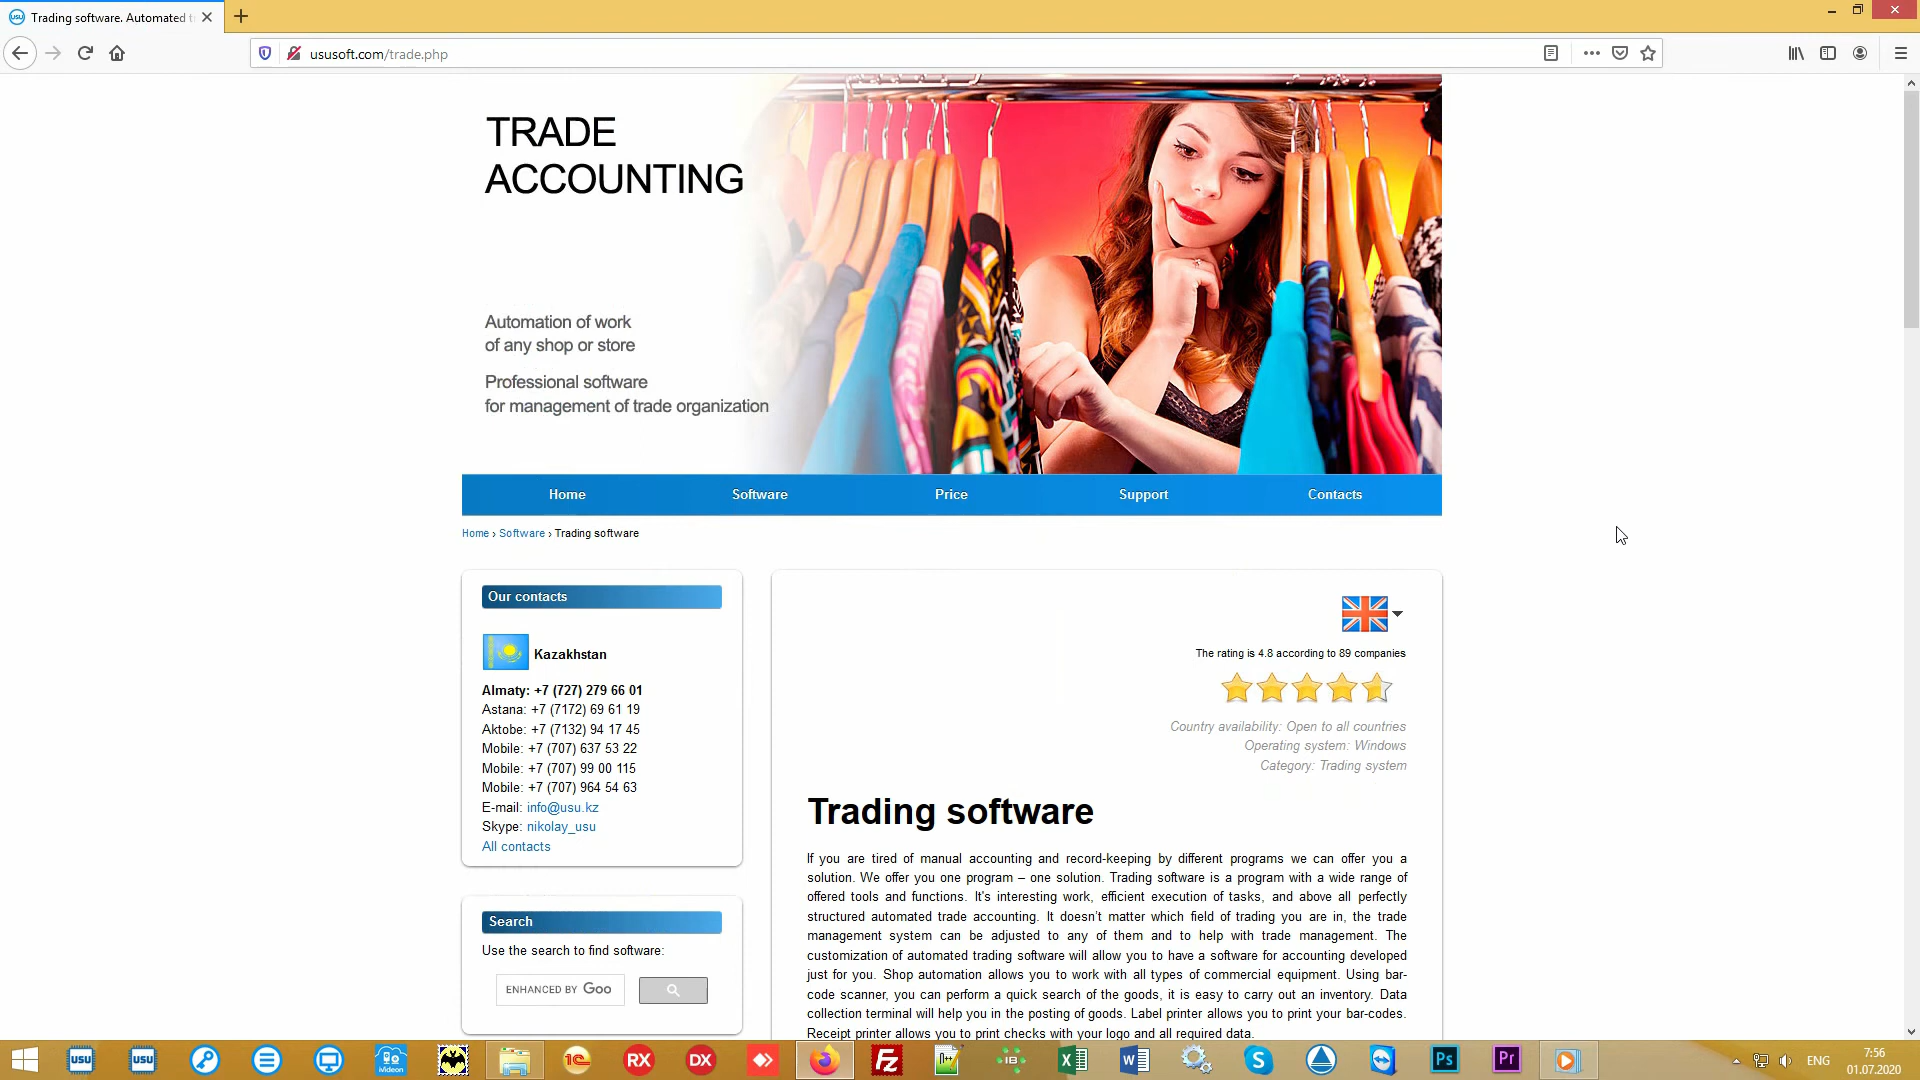 Trading software. Automated t
ususoft.com/trade.php
TRADE
ACCOUNTING
Automation of work
of any shop or store
Professional software
for management of trade organization
Home Software Price Support Contacts
Home › Software › Trading software
Our contacts
Kazakhstan
Almaty: +7 (727) 279 66 01
Astana: +7 (7172) 69 61 19
Aktobe: +7 (7132) 94 17 45
Mobile: +7 (707) 637 53 22
Mobile: +7 (707) 99 00 115
Mobile: +7 (707) 964 54 63
E-mail: info@usu.kz
Skype: nikolay_usu
All contacts
Search
Use the search to find software:
ENHANCED BY Goo
The rating is 4.8 according to 89 companies
Country availability: Open to all countries
Operating system: Windows
Category: Trading system
Trading software
If you are tired of manual accounting and record-keeping by different programs we can offer you a
solution. We offer you one program – one solution. Trading software is a program with a wide range of
offered tools and functions. It's interesting work, efficient execution of tasks, and above all perfectly
structured automated trade accounting. It doesn't matter which field of trading you are in, the trade
management system can be adjusted to any of them and to help with trade management. The
customization of automated trading software will allow you to have a software for accounting developed
just for you. Shop automation allows you to work with all types of commercial equipment. Using bar-
code scanner, you can perform a quick search of the goods, it is easy to carry out an inventory. Data
collection terminal will help you in the posting of goods. Label printer allows you to print your bar-codes.
Receipt printer allows you to print checks with your logo and all required data.
USU USU iVideon 1C RX DX FZ IB X W S Ps Pr
ENG
7:56
01.07.2020